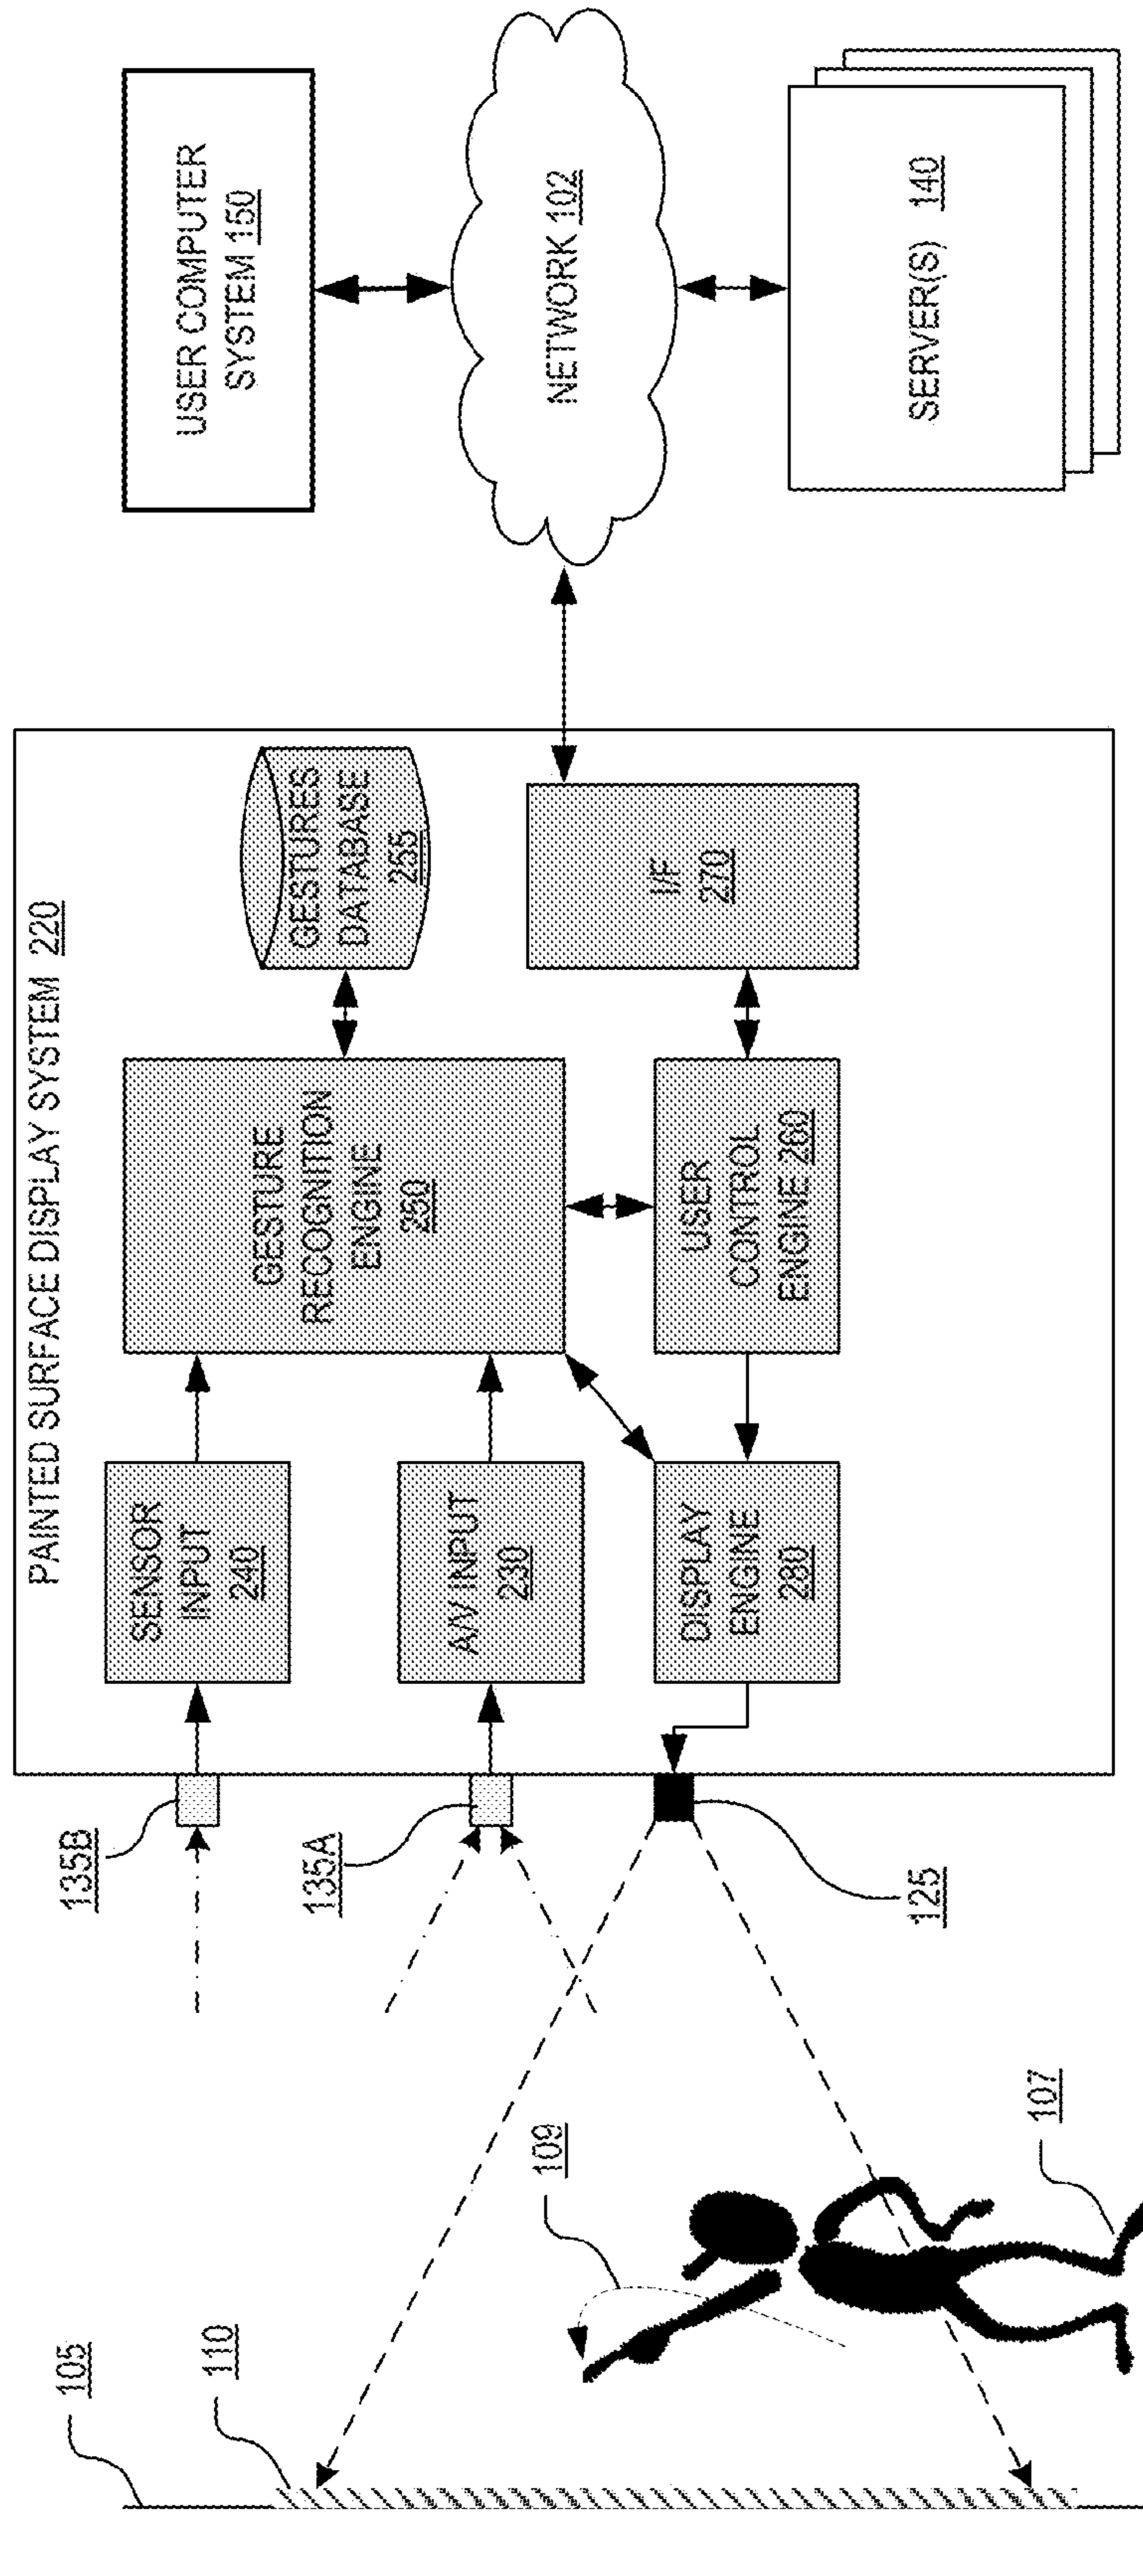 105
110
109
107
135B
135A
125
PAINTED SURFACE DISPLAY SYSTEM 220
SENSOR
INPUT
240
A/V INPUT
230
DISPLAY
ENGINE
280
GESTURE
RECOGNITION
ENGINE
250
USER
CONTROL
ENGINE 260
GESTURES
DATABASE
255
I/F
270
USER COMPUTER
SYSTEM 150
NETWORK 102
SERVER(S) 140